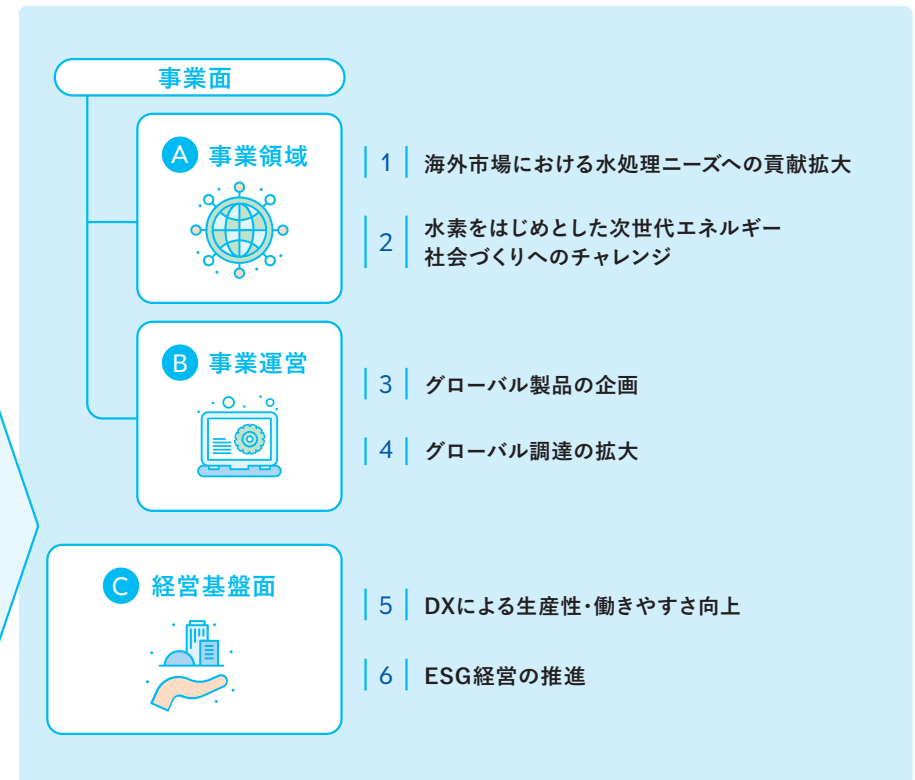 事業面
A 事業領域
1 海外市場における水処理ニーズへの貢献拡大
2 水素をはじめとした次世代エネルギー
社会づくりへのチャレンジ
B 事業運営
3 グローバル製品の企画
4 グローバル調達の拡大
C 経営基盤面
5 DXによる生産性・働きやすさ向上
6 ESG経営の推進